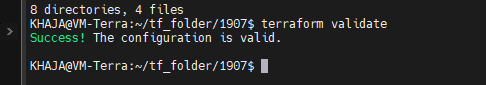 8 directories, 4 files
KHAJA@VM-Terra:~/tf_folder/1907$ terraform validate
Success! The configuration is valid.
KHAJA@VM-Terra:~/tf_folder/1907$